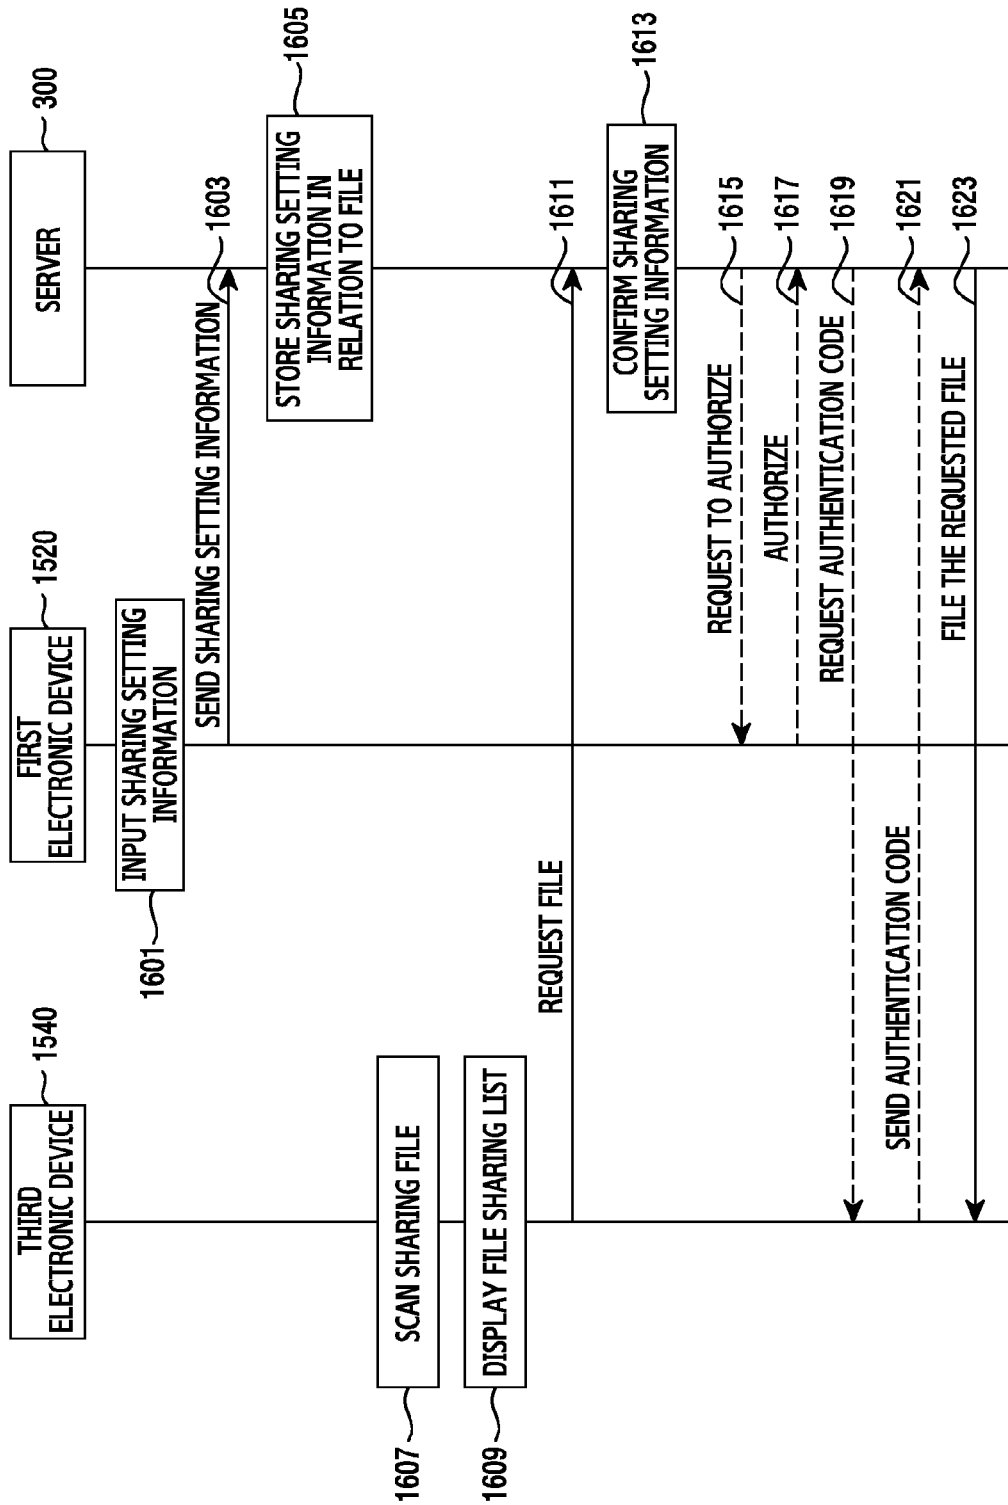 THIRD
ELECTRONIC DEVICE
1540
FIRST
ELECTRONIC DEVICE
1520
SERVER
300
1601
INPUT SHARING SETTING
INFORMATION
SEND SHARING SETTING INFORMATION
1603
STORE SHARING SETTING
INFORMATION IN
RELATION TO FILE
1605
1607
SCAN SHARING FILE
1609
DISPLAY FILE SHARING LIST
REQUEST FILE
1611
CONFIRM SHARING
SETTING INFORMATION
1613
REQUEST TO AUTHORIZE
1615
AUTHORIZE
1617
REQUEST AUTHENTICATION CODE
1619
SEND AUTHENTICATION CODE
1621
FILE THE REQUESTED FILE
1623